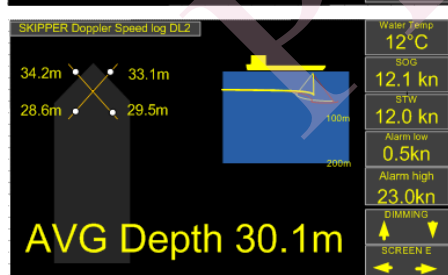 SKIPPER Doppler Speed log DL2
34.2m
33.1m
28.6m
29.5m
100m
200m
AVG Depth 30.1m
Water Temp
12°C
SOG
12.1 kn
STW
12.0 kn
Alarm low
0.5kn
Alarm high
23.0kn
DIMMING
SCREEN E